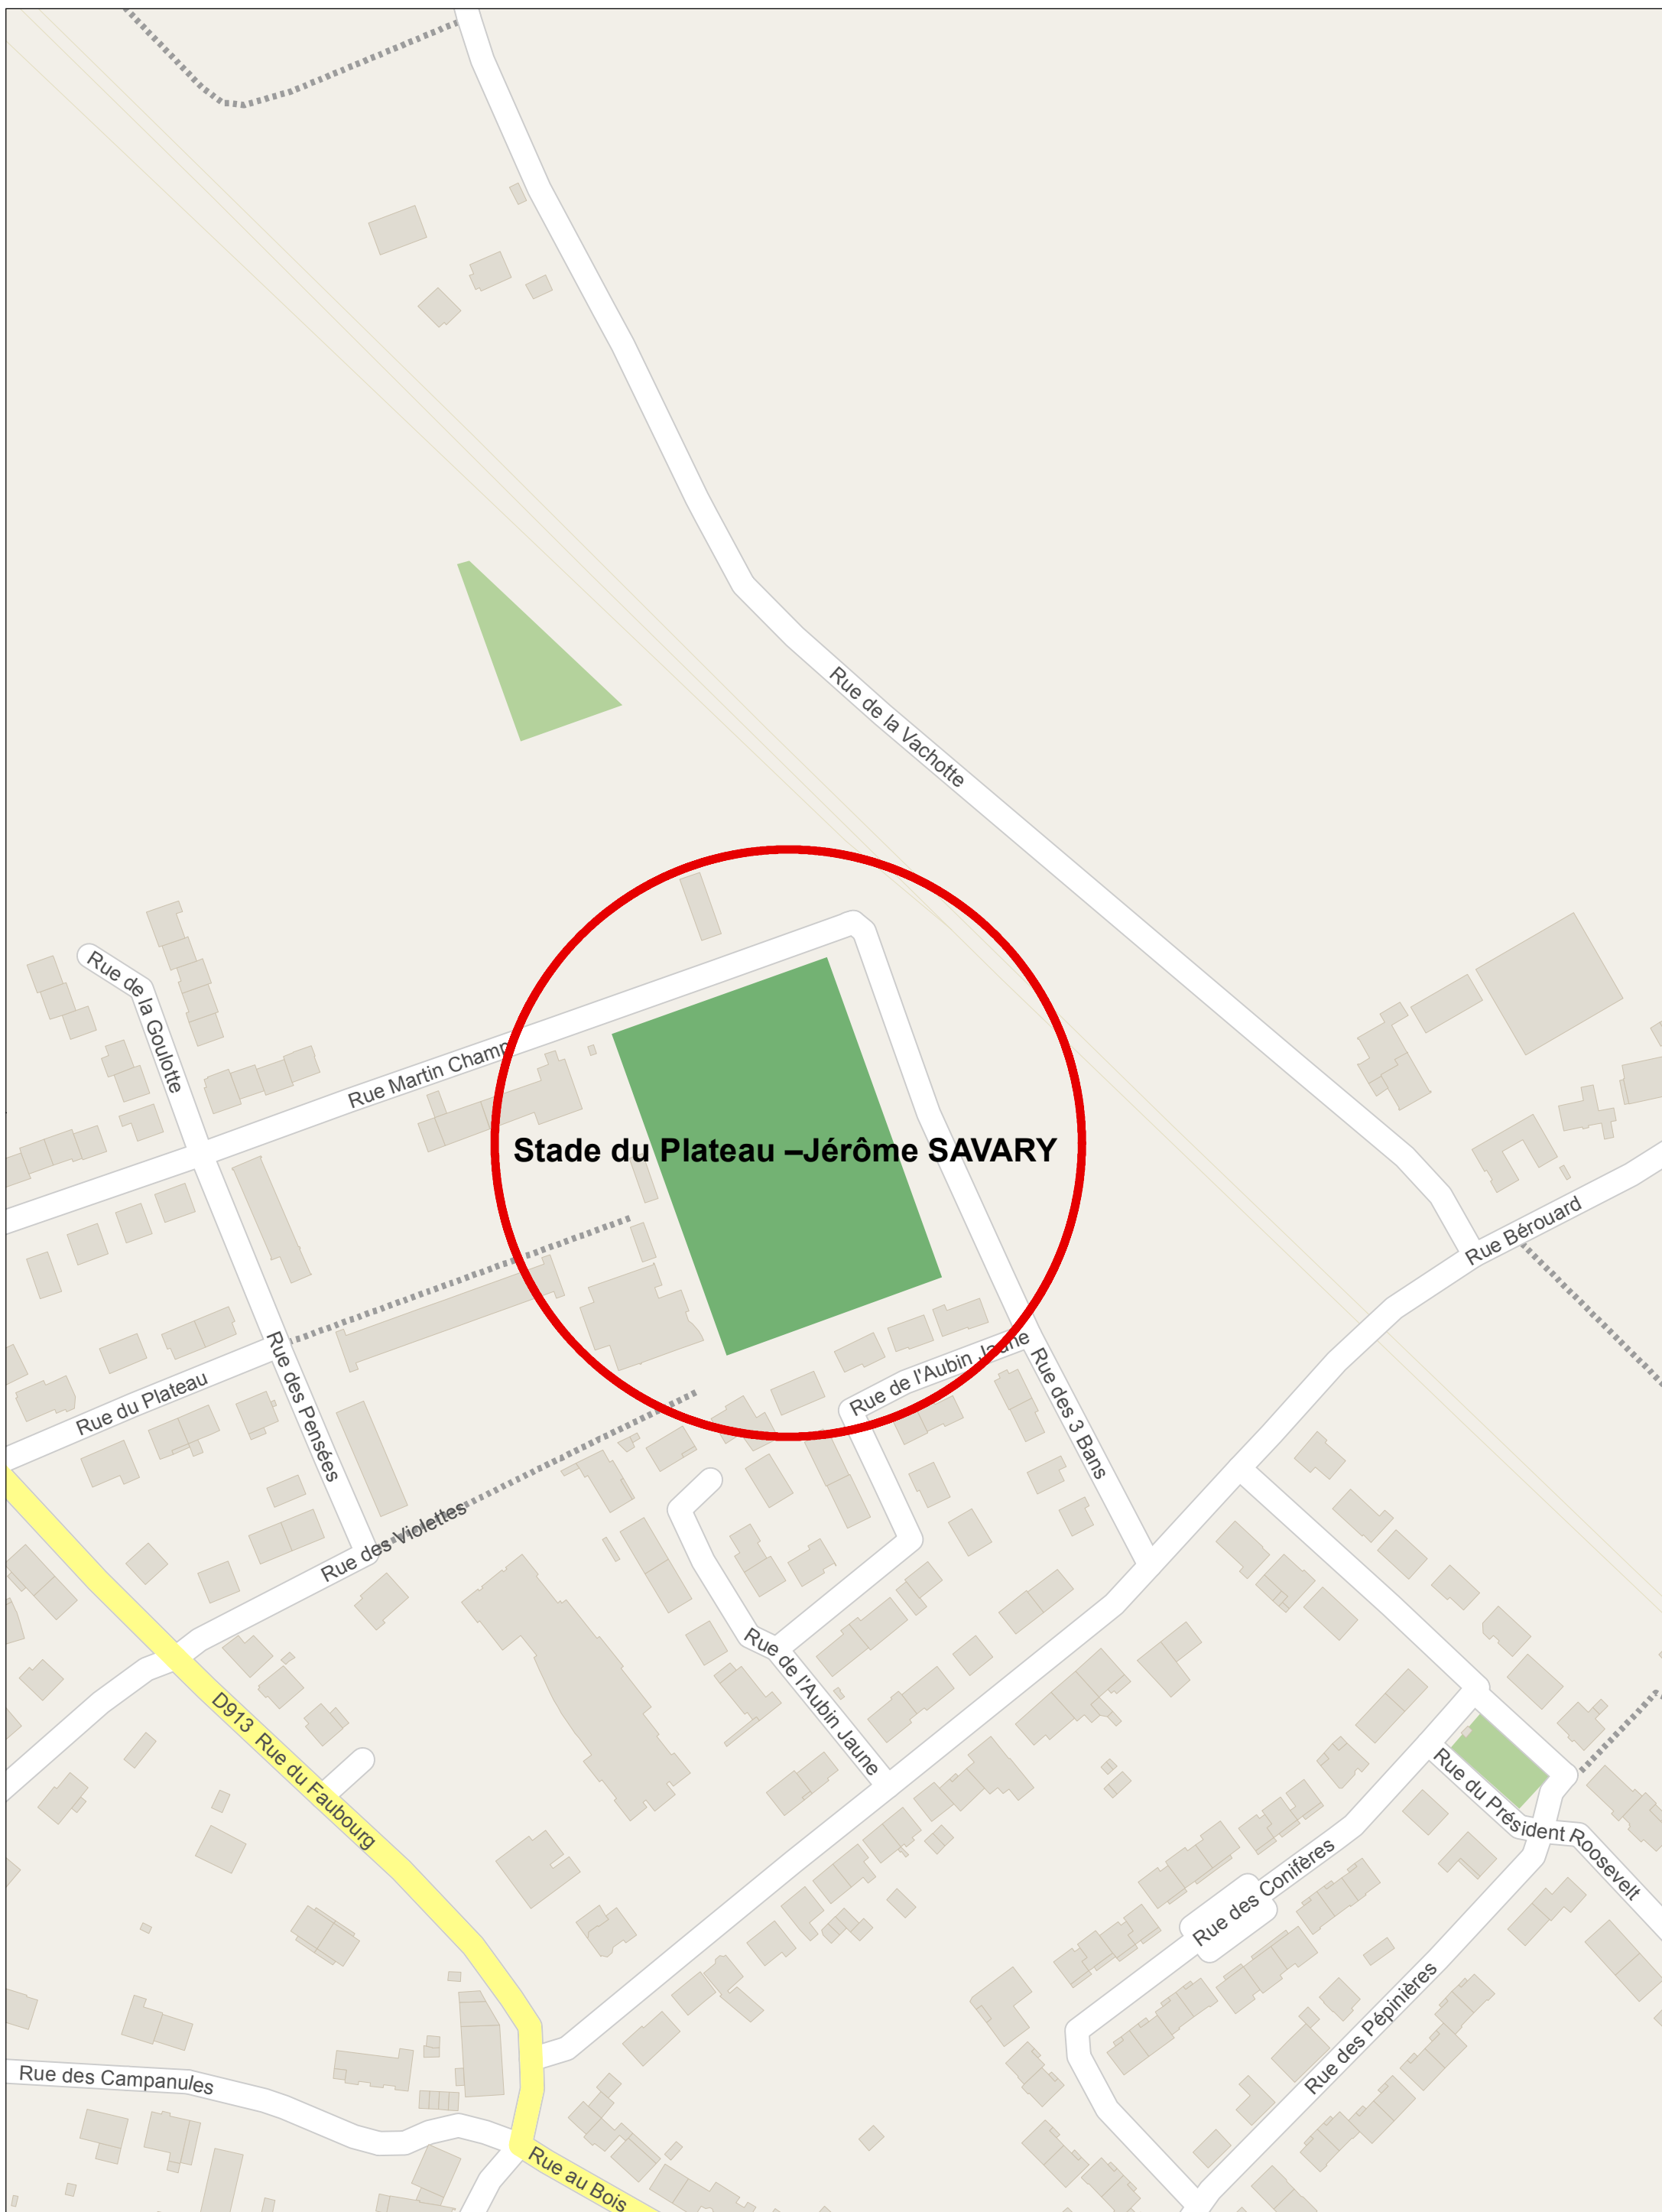 Rue de la Vachotte
Rue de la Goulotte
Rue Martin Champ
Stade du Plateau –Jérôme SAVARY
Rue Bérouard
Rue de l'Aubin Jaune
Rue des 3 Bans
Rue du Plateau
Rue des Pensées
Rue des Violettes
Rue de l'Aubin Jaune
D913 Rue du Faubourg
Rue du Président Roosevelt
Rue des Conifères
Rue des Pépinières
Rue des Campanules
Rue au Bois